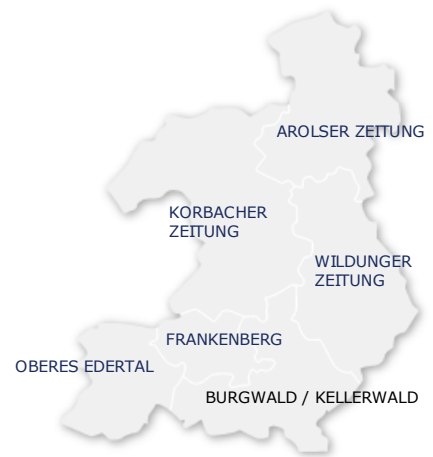 AROLSER ZEITUNG
KORBACHER
ZEITUNG
WILDUNGER
ZEITUNG
FRANKENBERG
OBERES EDERTAL
BURGWALD / KELLERWALD